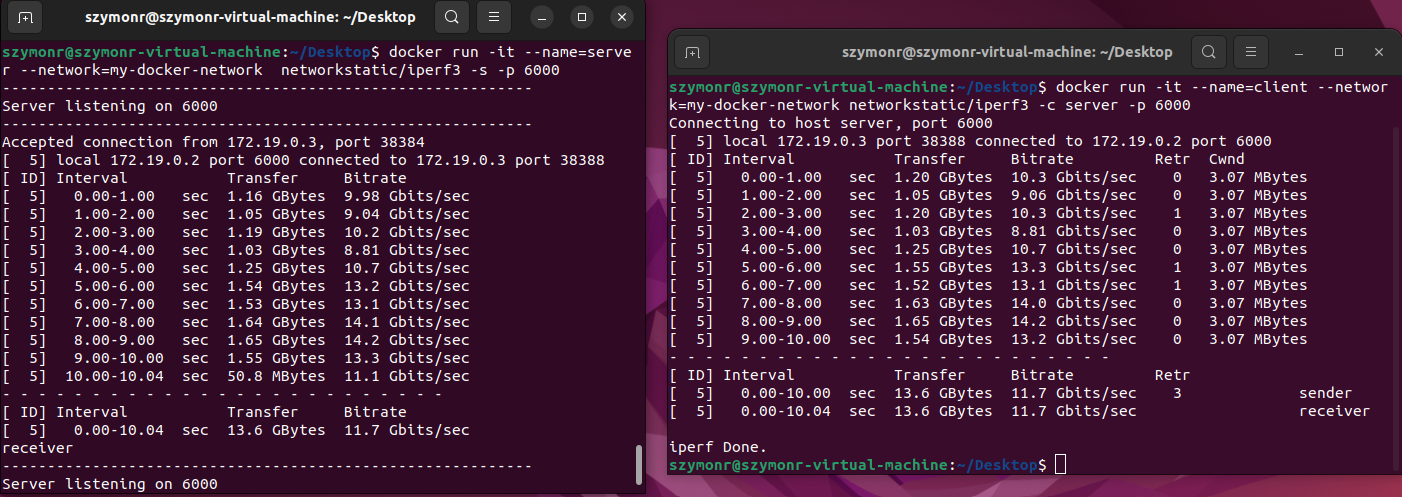 szymonr@szymonr-virtual-machine: ~/Desktop
szymonr@szymonr-virtual-machine:~/Desktop$ docker run -it --name=serve
r --network=my-docker-network  networkstatic/iperf3 -s -p 6000
-----------------------------------------------------------
Server listening on 6000
-----------------------------------------------------------
Accepted connection from 172.19.0.3, port 38384
[  5] local 172.19.0.2 port 6000 connected to 172.19.0.3 port 38388
[ ID] Interval           Transfer     Bitrate
[  5]   0.00-1.00   sec  1.16 GBytes  9.98 Gbits/sec
[  5]   1.00-2.00   sec  1.05 GBytes  9.04 Gbits/sec
[  5]   2.00-3.00   sec  1.19 GBytes  10.2 Gbits/sec
[  5]   3.00-4.00   sec  1.03 GBytes  8.81 Gbits/sec
[  5]   4.00-5.00   sec  1.25 GBytes  10.7 Gbits/sec
[  5]   5.00-6.00   sec  1.54 GBytes  13.2 Gbits/sec
[  5]   6.00-7.00   sec  1.53 GBytes  13.1 Gbits/sec
[  5]   7.00-8.00   sec  1.64 GBytes  14.1 Gbits/sec
[  5]   8.00-9.00   sec  1.65 GBytes  14.2 Gbits/sec
[  5]   9.00-10.00  sec  1.55 GBytes  13.3 Gbits/sec
[  5]  10.00-10.04  sec  50.8 MBytes  11.1 Gbits/sec
- - - - - - - - - - - - - - - - - - - - - - - - -
[ ID] Interval           Transfer     Bitrate
[  5]   0.00-10.04  sec  13.6 GBytes  11.7 Gbits/sec
receiver
-----------------------------------------------------------
Server listening on 6000
szymonr@szymonr-virtual-machine: ~/Desktop
szymonr@szymonr-virtual-machine:~/Desktop$ docker run -it --name=client --networ
k=my-docker-network networkstatic/iperf3 -c server -p 6000
Connecting to host server, port 6000
[  5] local 172.19.0.3 port 38388 connected to 172.19.0.2 port 6000
[ ID] Interval           Transfer     Bitrate         Retr  Cwnd
[  5]   0.00-1.00   sec  1.20 GBytes  10.3 Gbits/sec    0   3.07 MBytes
[  5]   1.00-2.00   sec  1.05 GBytes  9.06 Gbits/sec    0   3.07 MBytes
[  5]   2.00-3.00   sec  1.20 GBytes  10.3 Gbits/sec    1   3.07 MBytes
[  5]   3.00-4.00   sec  1.03 GBytes  8.81 Gbits/sec    0   3.07 MBytes
[  5]   4.00-5.00   sec  1.25 GBytes  10.7 Gbits/sec    0   3.07 MBytes
[  5]   5.00-6.00   sec  1.55 GBytes  13.3 Gbits/sec    1   3.07 MBytes
[  5]   6.00-7.00   sec  1.52 GBytes  13.1 Gbits/sec    1   3.07 MBytes
[  5]   7.00-8.00   sec  1.63 GBytes  14.0 Gbits/sec    0   3.07 MBytes
[  5]   8.00-9.00   sec  1.65 GBytes  14.2 Gbits/sec    0   3.07 MBytes
[  5]   9.00-10.00  sec  1.54 GBytes  13.2 Gbits/sec    0   3.07 MBytes
- - - - - - - - - - - - - - - - - - - - - - - - -
[ ID] Interval           Transfer     Bitrate         Retr
[  5]   0.00-10.00  sec  13.6 GBytes  11.7 Gbits/sec    3             sender
[  5]   0.00-10.04  sec  13.6 GBytes  11.7 Gbits/sec                  receiver
iperf Done.
szymonr@szymonr-virtual-machine:~/Desktop$